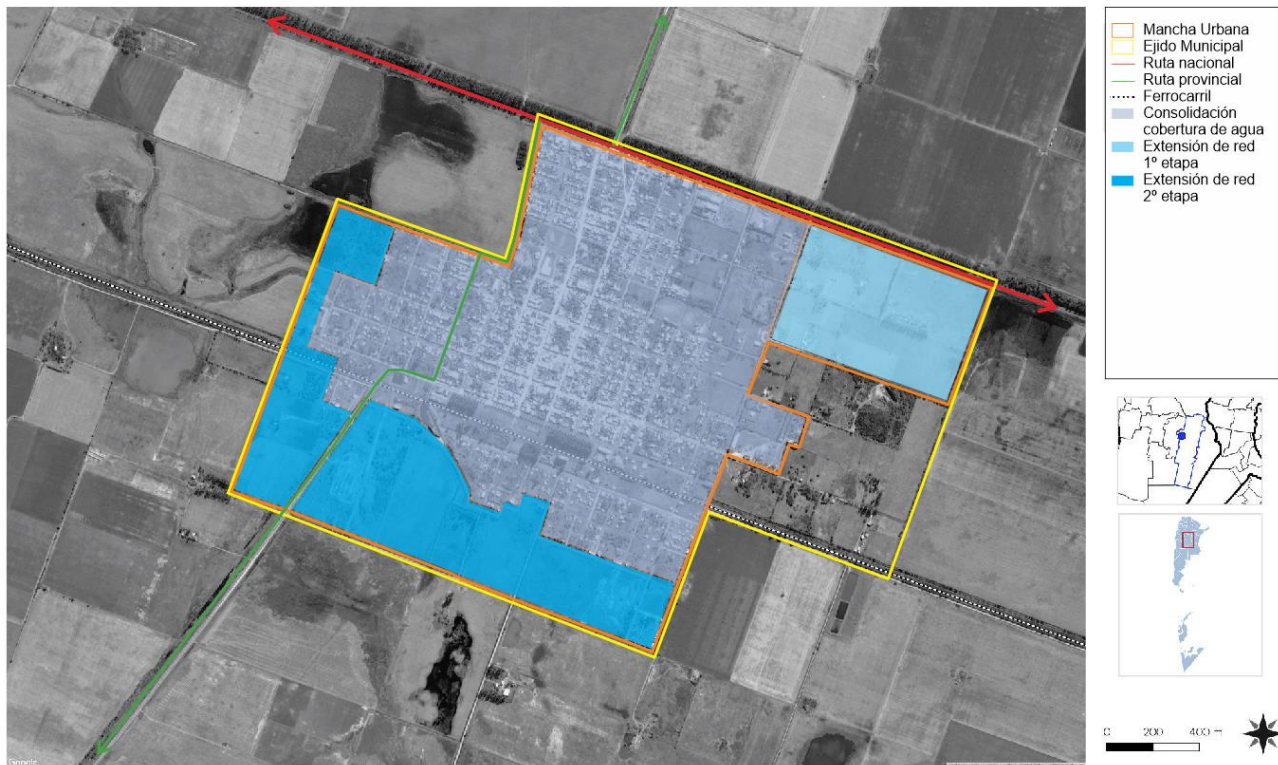 Mancha Urbana
Ejido Municipal
Ruta nacional
Ruta provincial
Ferrocarril
Consolidación
cobertura de agua
Extensión de red
1º etapa
Extensión de red
2º etapa
0 200 400 m
Google